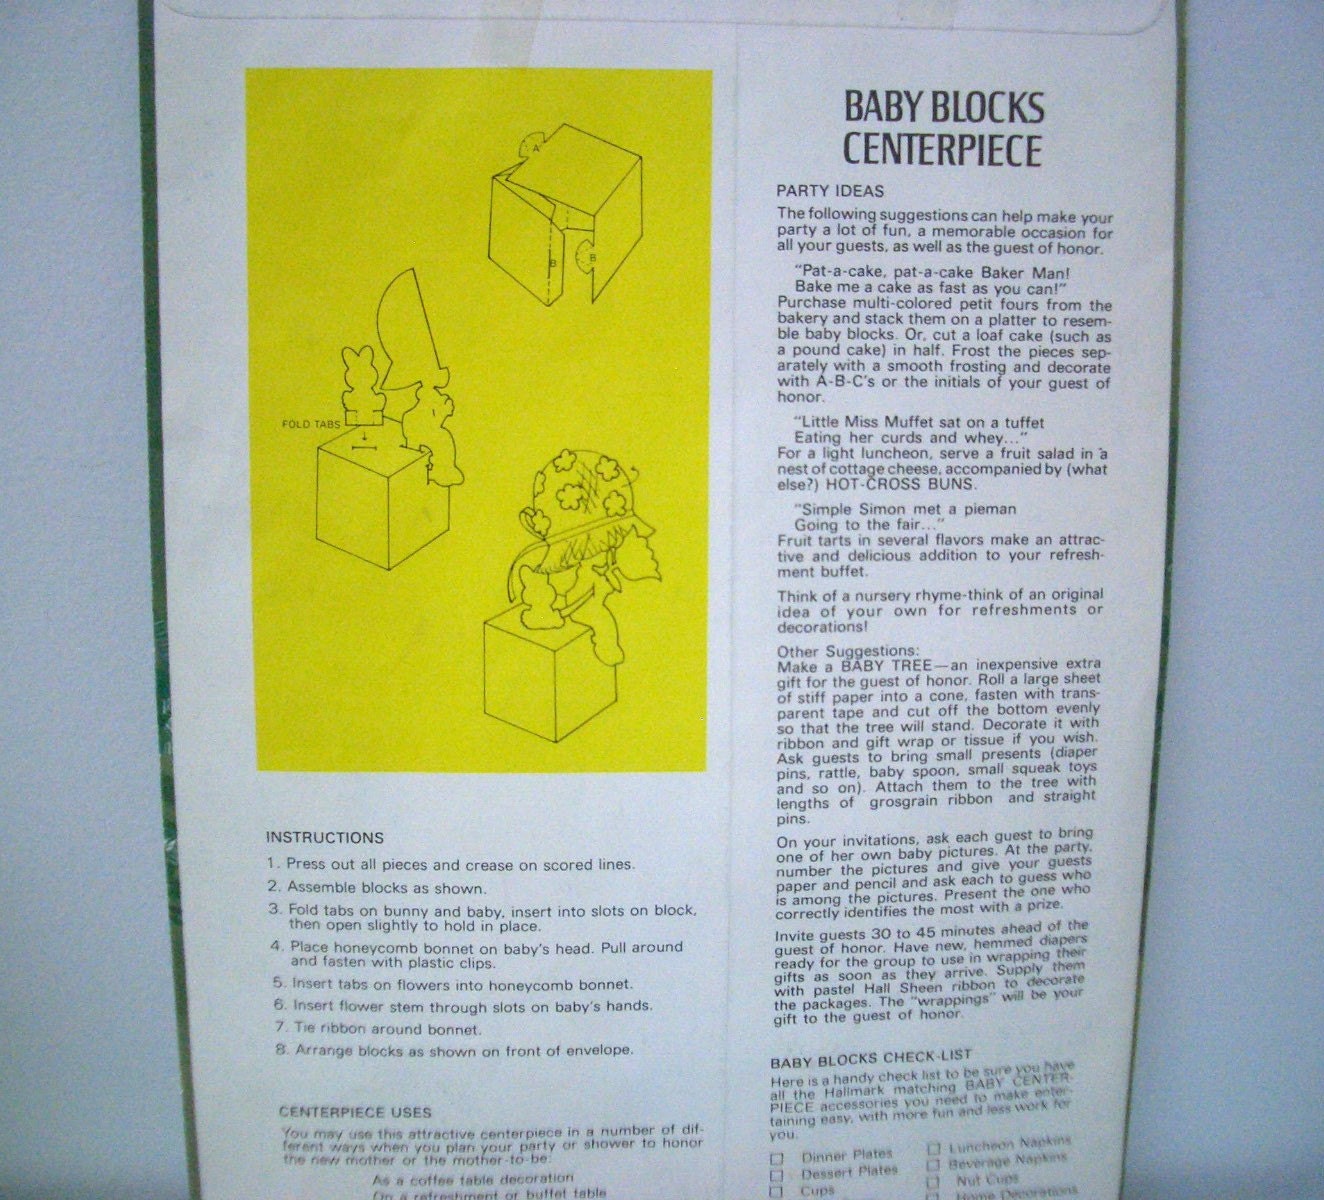 A
B
B
FOLD TABS
INSTRUCTIONS
1. Press out all pieces and crease on scored lines.
2. Assemble blocks as shown.
3. Fold tabs on bunny and baby, insert into slots on block,
then open slightly to hold in place.
4. Place honeycomb bonnet on baby's head. Pull around
and fasten with plastic clips.
5. Insert tabs on flowers into honeycomb bonnet.
6. Insert flower stem through slots on baby's hands.
7. Tie ribbon around bonnet.
8. Arrange blocks as shown on front of envelope.
CENTERPIECE USES
You may use this attractive centerpiece in a number of dif-
ferent ways when you plan your party or shower to honor
the new mother or the mother-to-be:
As a coffee table decoration
On a refreshment or buffet table
BABY BLOCKS
CENTERPIECE
PARTY IDEAS
The following suggestions can help make your
party a lot of fun, a memorable occasion for
all your guests, as well as the guest of honor.
"Pat-a-cake, pat-a-cake Baker Man!
Bake me a cake as fast as you can!"
Purchase multi-colored petit fours from the
bakery and stack them on a platter to resem-
ble baby blocks. Or, cut a loaf cake (such as
a pound cake) in half. Frost the pieces sep-
arately with a smooth frosting and decorate
with A-B-C's or the initials of your guest of
honor.
"Little Miss Muffet sat on a tuffet
Eating her curds and whey..."
For a light luncheon, serve a fruit salad in a
nest of cottage cheese, accompanied by (what
else?) HOT-CROSS BUNS.
"Simple Simon met a pieman
Going to the fair..."
Fruit tarts in several flavors make an attrac-
tive and delicious addition to your refresh-
ment buffet.
Think of a nursery rhyme-think of an original
idea of your own for refreshments or
decorations!
Other Suggestions:
Make a BABY TREE—an inexpensive extra
gift for the guest of honor. Roll a large sheet
of stiff paper into a cone, fasten with trans-
parent tape and cut off the bottom evenly
so that the tree will stand. Decorate it with
ribbon and gift wrap or tissue if you wish.
Ask guests to bring small presents (diaper
pins, rattle, baby spoon, small squeak toys
and so on). Attach them to the tree with
lengths of grosgrain ribbon and straight
pins.
On your invitations, ask each guest to bring
one of her own baby pictures. At the party,
number the pictures and give your guests
paper and pencil and ask each to guess who
is among the pictures. Present the one who
correctly identifies the most with a prize.
Invite guests 30 to 45 minutes ahead of the
guest of honor. Have new, hemmed diapers
ready for the group to use in wrapping their
gifts as soon as they arrive. Supply them
with pastel Hall Sheen ribbon to decorate
the packages. The "wrappings" will be your
gift to the guest of honor.
BABY BLOCKS CHECK-LIST
Here is a handy check list to be sure you have
all the Hallmark matching BABY CENTER-
PIECE accessories you need to make enter-
taining easy, with more fun and less work for
you.
Dinner Plates
Dessert Plates
Cups
Luncheon Napkins
Beverage Napkins
Nut Cups
Home Decorations